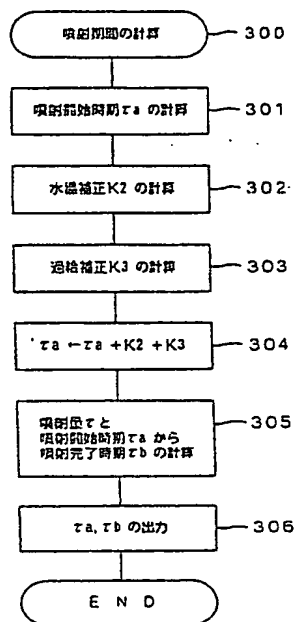 噴射期間の計算 300
噴射開始時期τaの計算 301
水温補正K2の計算 302
過給補正K3の計算 303
τa←τa+K2+K3 304
噴射量τと
噴射開始時期τaから 305
噴射完了時期τbの計算
τa,τbの出力 306
END